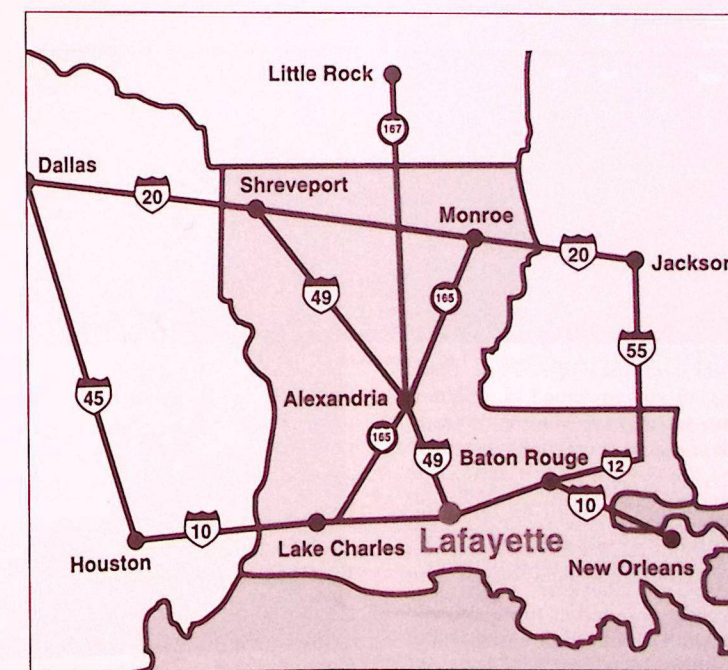 Little Rock
167
Dallas
20
Shreveport
Monroe
20
Jackson
49
165
55
45
Alexandria
165
49
Baton Rouge
12
10
10
Lake Charles
Lafayette
Houston
New Orleans